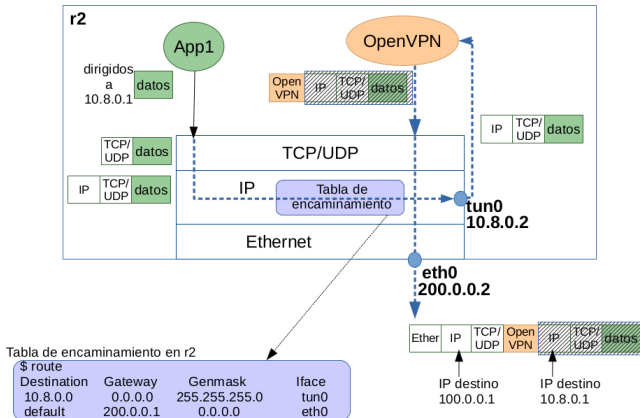 r2
App1
OpenVPN
dirigidos
a
10.8.0.1
datos
Open
VPN
IP
TCP/
UDP
datos
IP
TCP/
UDP
datos
TCP/
UDP
datos
TCP/UDP
IP
TCP/
UDP
datos
IP
Tabla de
encaminamiento
tun0
10.8.0.2
Ethernet
eth0
200.0.0.2
Ether
IP
TCP/
UDP
Open
VPN
IP
TCP/
UDP
datos
IP destino
100.0.0.1
IP destino
10.8.0.1
Tabla de encaminamiento en r2
$ route
Destination Gateway Genmask Iface
10.8.0.0 0.0.0.0 255.255.255.0 tun0
default 200.0.0.1 0.0.0.0 eth0